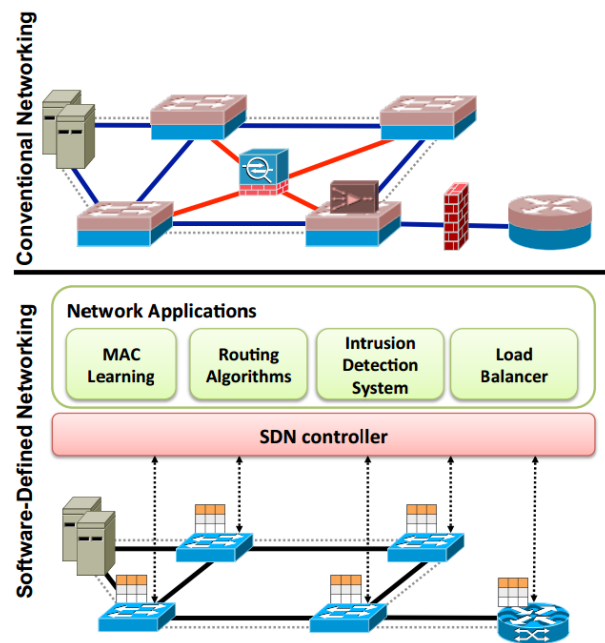 Conventional Networking
Software-Defined Networking
Network Applications
MAC
Learning
Routing
Algorithms
Intrusion
Detection
System
Load
Balancer
SDN controller